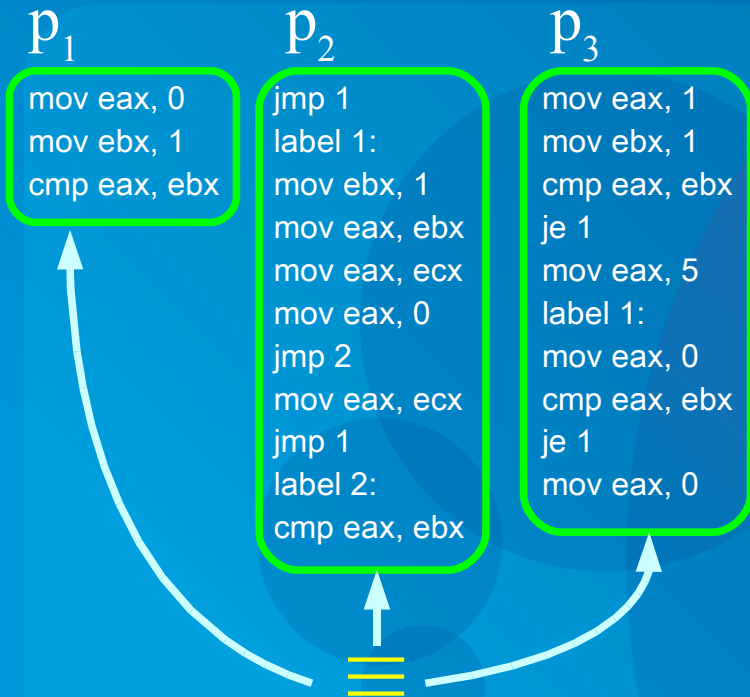 p1
mov eax, 0
mov ebx, 1
cmp eax, ebx
p2
jmp 1
label 1:
mov ebx, 1
mov eax, ebx
mov eax, ecx
mov eax, 0
jmp 2
mov eax, ecx
jmp 1
label 2:
cmp eax, ebx
p3
mov eax, 1
mov ebx, 1
cmp eax, ebx
je 1
mov eax, 5
label 1:
mov eax, 0
cmp eax, ebx
je 1
mov eax, 0
≡